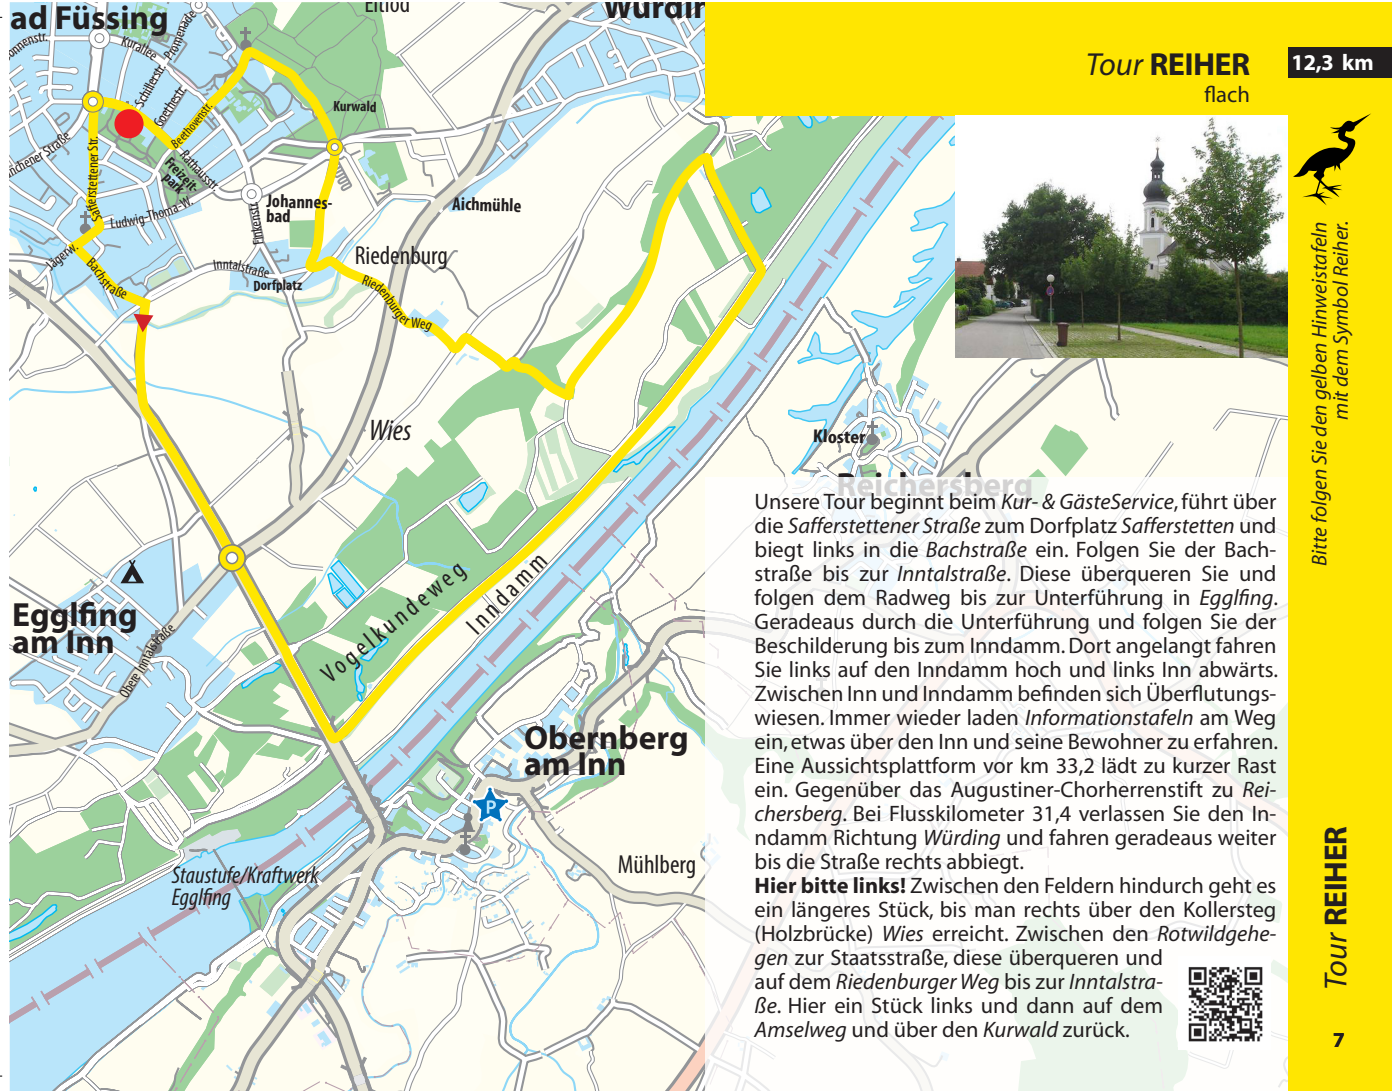 ad Füssing
Eitlöd
Würdin
Kurallee
Promenade
Schillerstr.
Goethestr.
Beethovenstr.
Kurwald
Rathausstr.
Freizeit-
park
Safferstettener Str.
Ludwig-Thoma-W.
Jägerw.
Bachstraße
Finkenstr.
Johannes-
bad
Aichmühle
Riedenburg
Inntalstraße
Dorfplatz
Riedenburger Weg
Wies
Kloster
Reichersberg
Egglfing
am Inn
Obere Inntalstraße
Vogelkundeweg
Inndamm
Obernberg
am Inn
P
Mühlberg
Staustufe/Kraftwerk
Egglfing
Tour REIHER
flach
12,3 km
Bitte folgen Sie den gelben Hinweistafeln
mit dem Symbol Reiher.
Unsere Tour beginnt beim Kur- & GästeService, führt über
die Safferstettener Straße zum Dorfplatz Safferstetten und
biegt links in die Bachstraße ein. Folgen Sie der Bach-
straße bis zur Inntalstraße. Diese überqueren Sie und
folgen dem Radweg bis zur Unterführung in Egglfing.
Geradeaus durch die Unterführung und folgen Sie der
Beschilderung bis zum Inndamm. Dort angelangt fahren
Sie links auf den Inndamm hoch und links Inn abwärts.
Zwischen Inn und Inndamm befinden sich Überflutungs-
wiesen. Immer wieder laden Informationstafeln am Weg
ein, etwas über den Inn und seine Bewohner zu erfahren.
Eine Aussichtsplattform vor km 33,2 lädt zu kurzer Rast
ein. Gegenüber das Augustiner-Chorherrenstift zu Rei-
chersberg. Bei Flusskilometer 31,4 verlassen Sie den In-
ndamm Richtung Würding und fahren geradeaus weiter
bis die Straße rechts abbiegt.
Hier bitte links! Zwischen den Feldern hindurch geht es
ein längeres Stück, bis man rechts über den Kollersteg
(Holzbrücke) Wies erreicht. Zwischen den Rotwildgehe-
gen zur Staatsstraße, diese überqueren und
auf dem Riedenburger Weg bis zur Inntalstra-
ße. Hier ein Stück links und dann auf dem
Amselweg und über den Kurwald zurück.
Tour REIHER
7